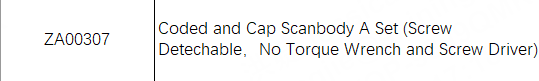 ZA00307
Coded and Cap Scanbody A Set (Screw
Detechable， No Torque Wrench and Screw Driver)